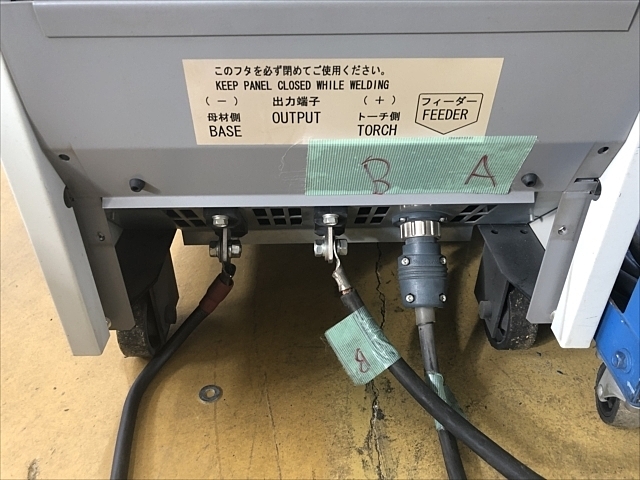 このフタを必ず閉めてご使用ください。
KEEP PANEL CLOSED WHILE WELDING
(－) 出力端子 (＋) フィーダー
母材側 OUTPUT トーチ側 FEEDER
BASE TORCH
B A
B